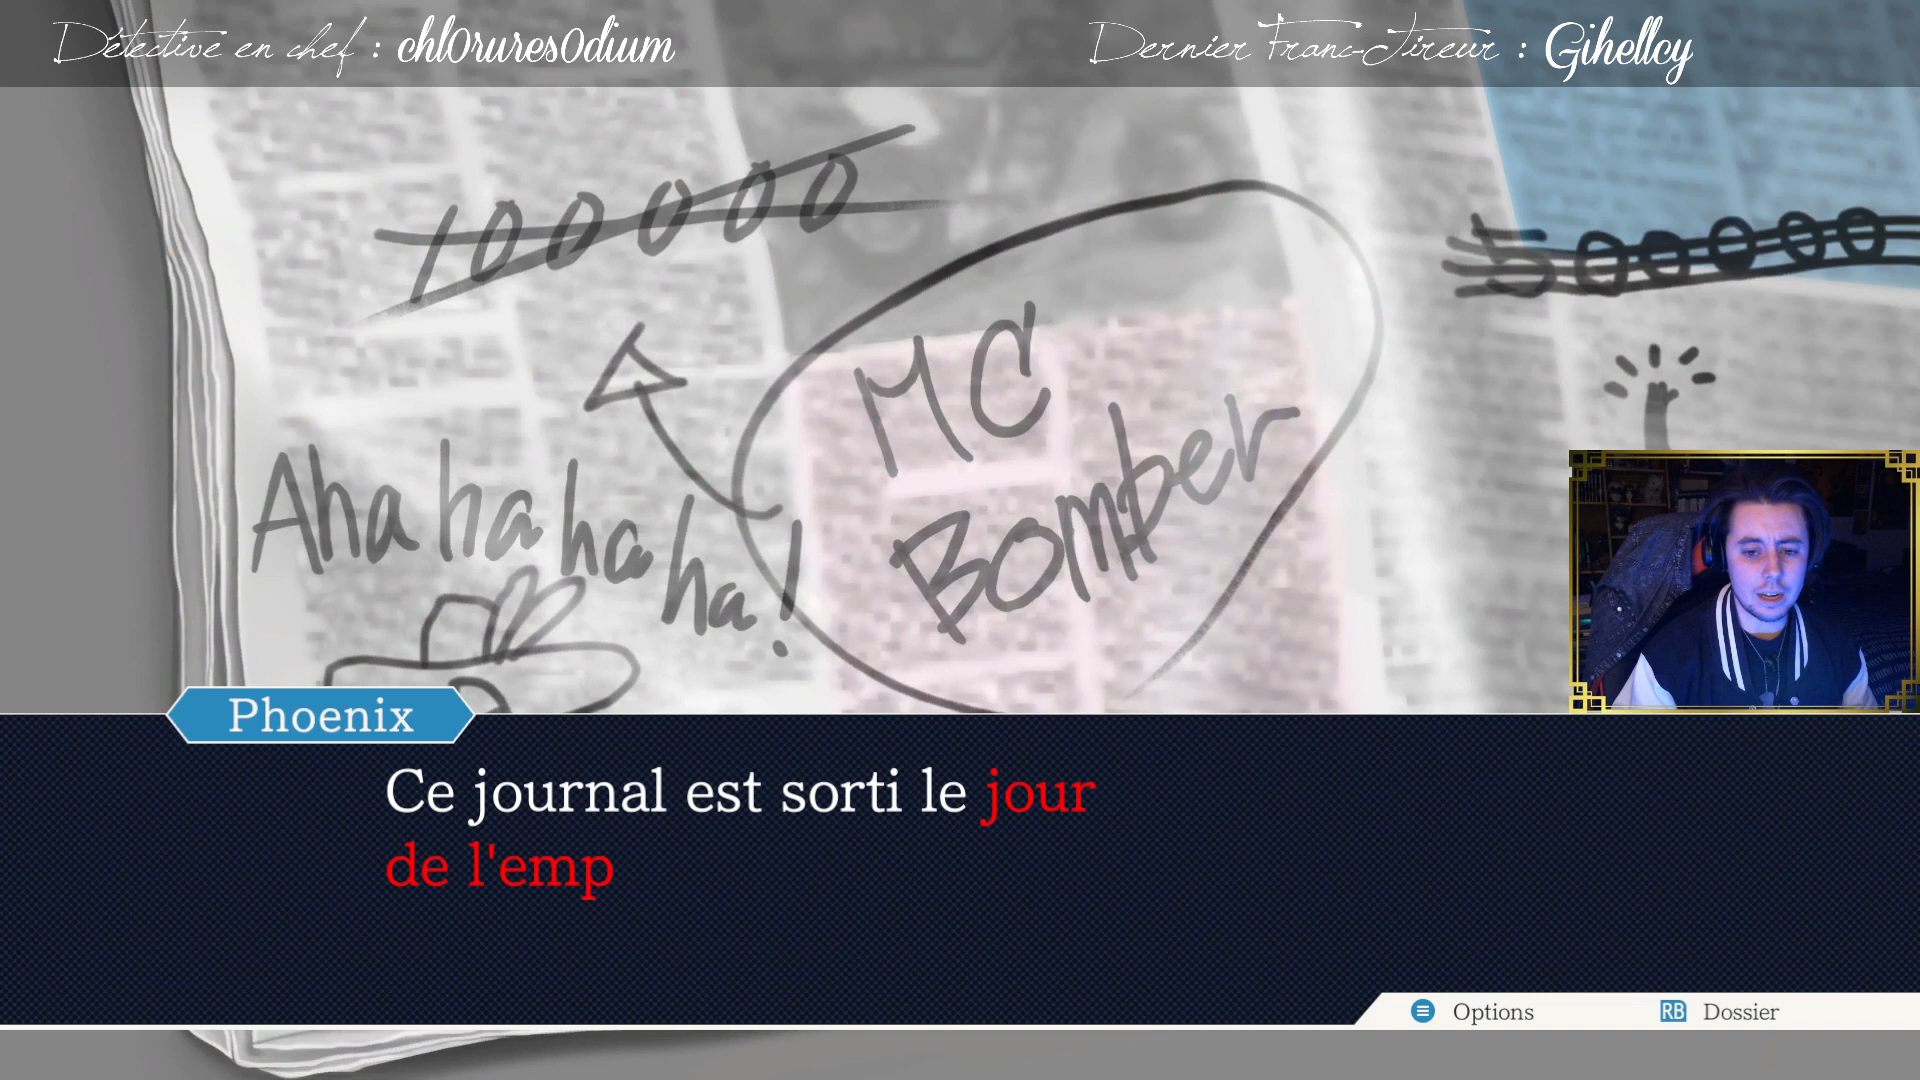 Détective en chef : chl0rures0dium
Dernier Franc-Tireur : Gihellcy
100000
500000
MC
Bomber
Ahahahaha!
Phoenix
Ce journal est sorti le jour
de l'emp
Options
RB Dossier